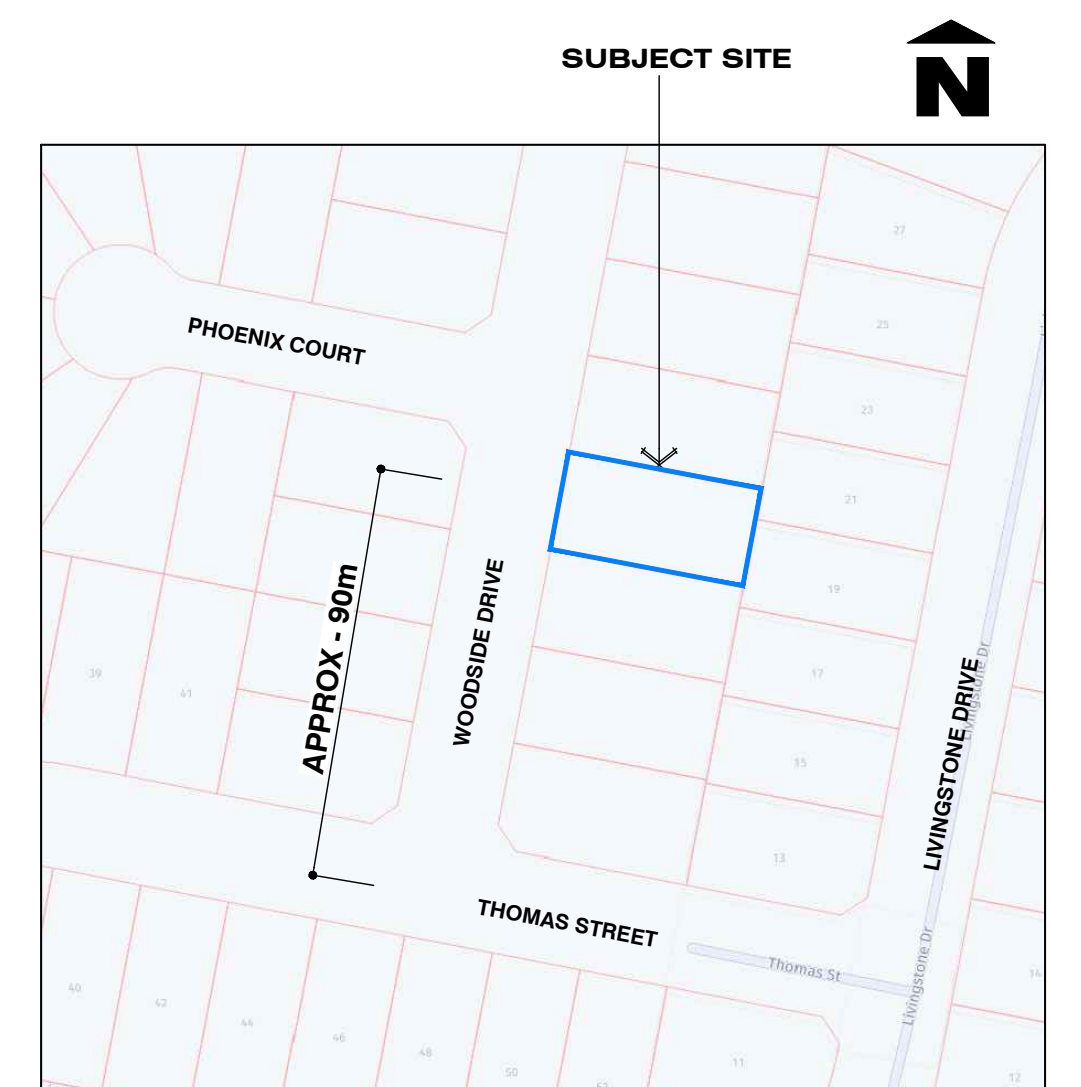 SUBJECT SITE
N
27
PHOENIX COURT
25
23
21
19
APPROX - 90m
WOODSIDE DRIVE
39
41
17
Livingstone Dr
LIVINGSTONE DRIVE
15
13
THOMAS STREET
Thomas St
Livingstone Dr
14
40
42
44
46
48
50
11
12